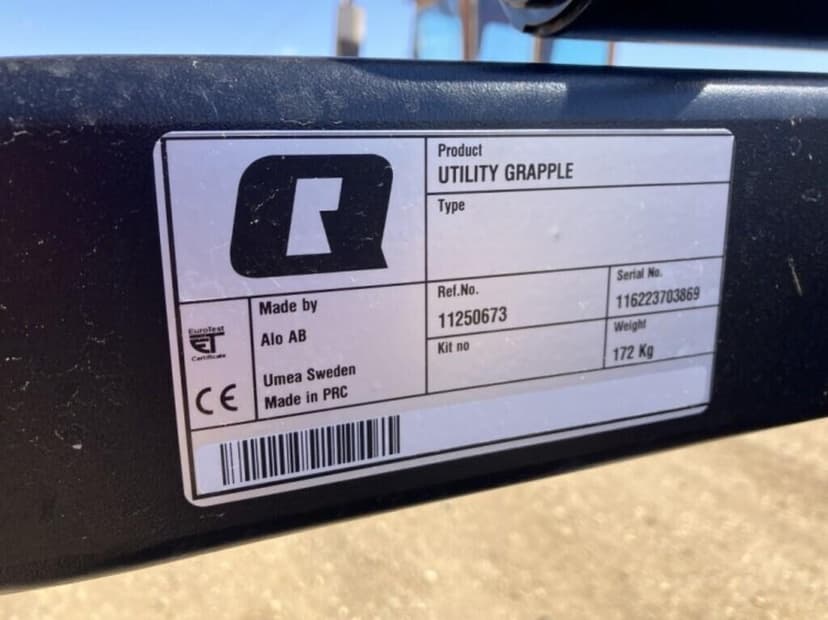 Product
UTILITY GRAPPLE
Type
Ref.No.
11250673
Serial No.
116223703869
Kit no
Weight
172 Kg
EuroTest
ET
Certificate
CE
Made by
Alo AB
Umea Sweden
Made in PRC